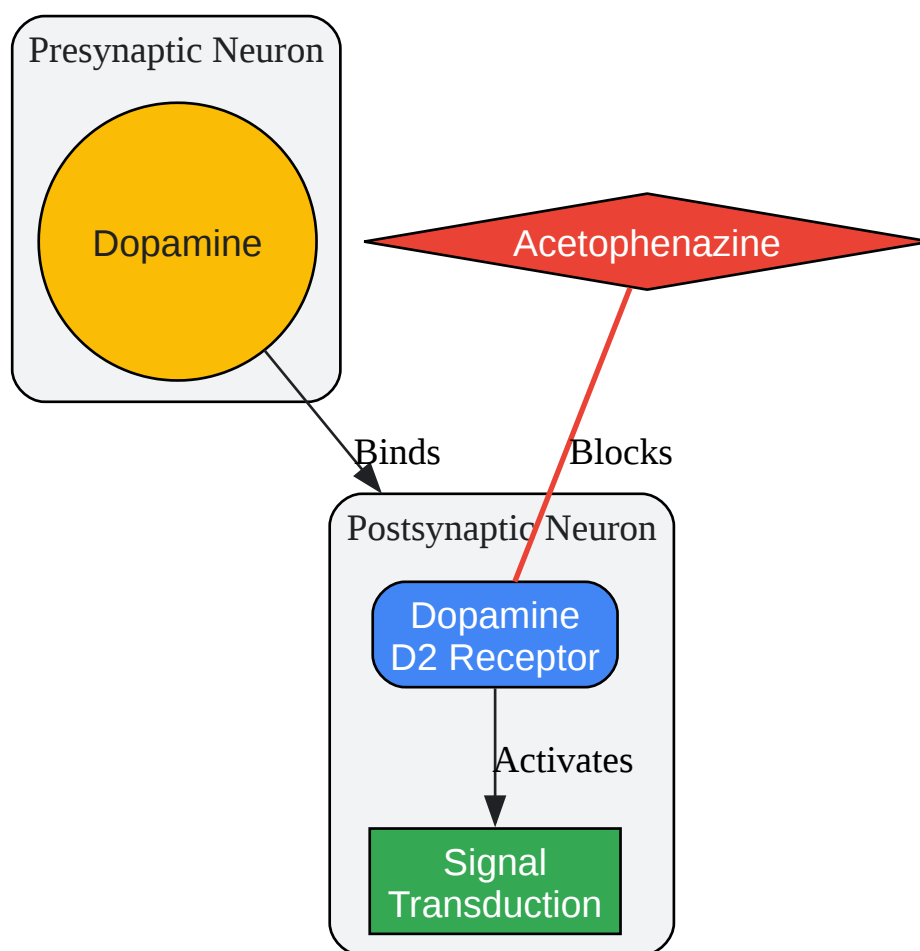 Presynaptic Neuron
Dopamine
Acetophenazine
Binds
Blocks
Postsynaptic Neuron
Dopamine
D2 Receptor
Activates
Signal
Transduction